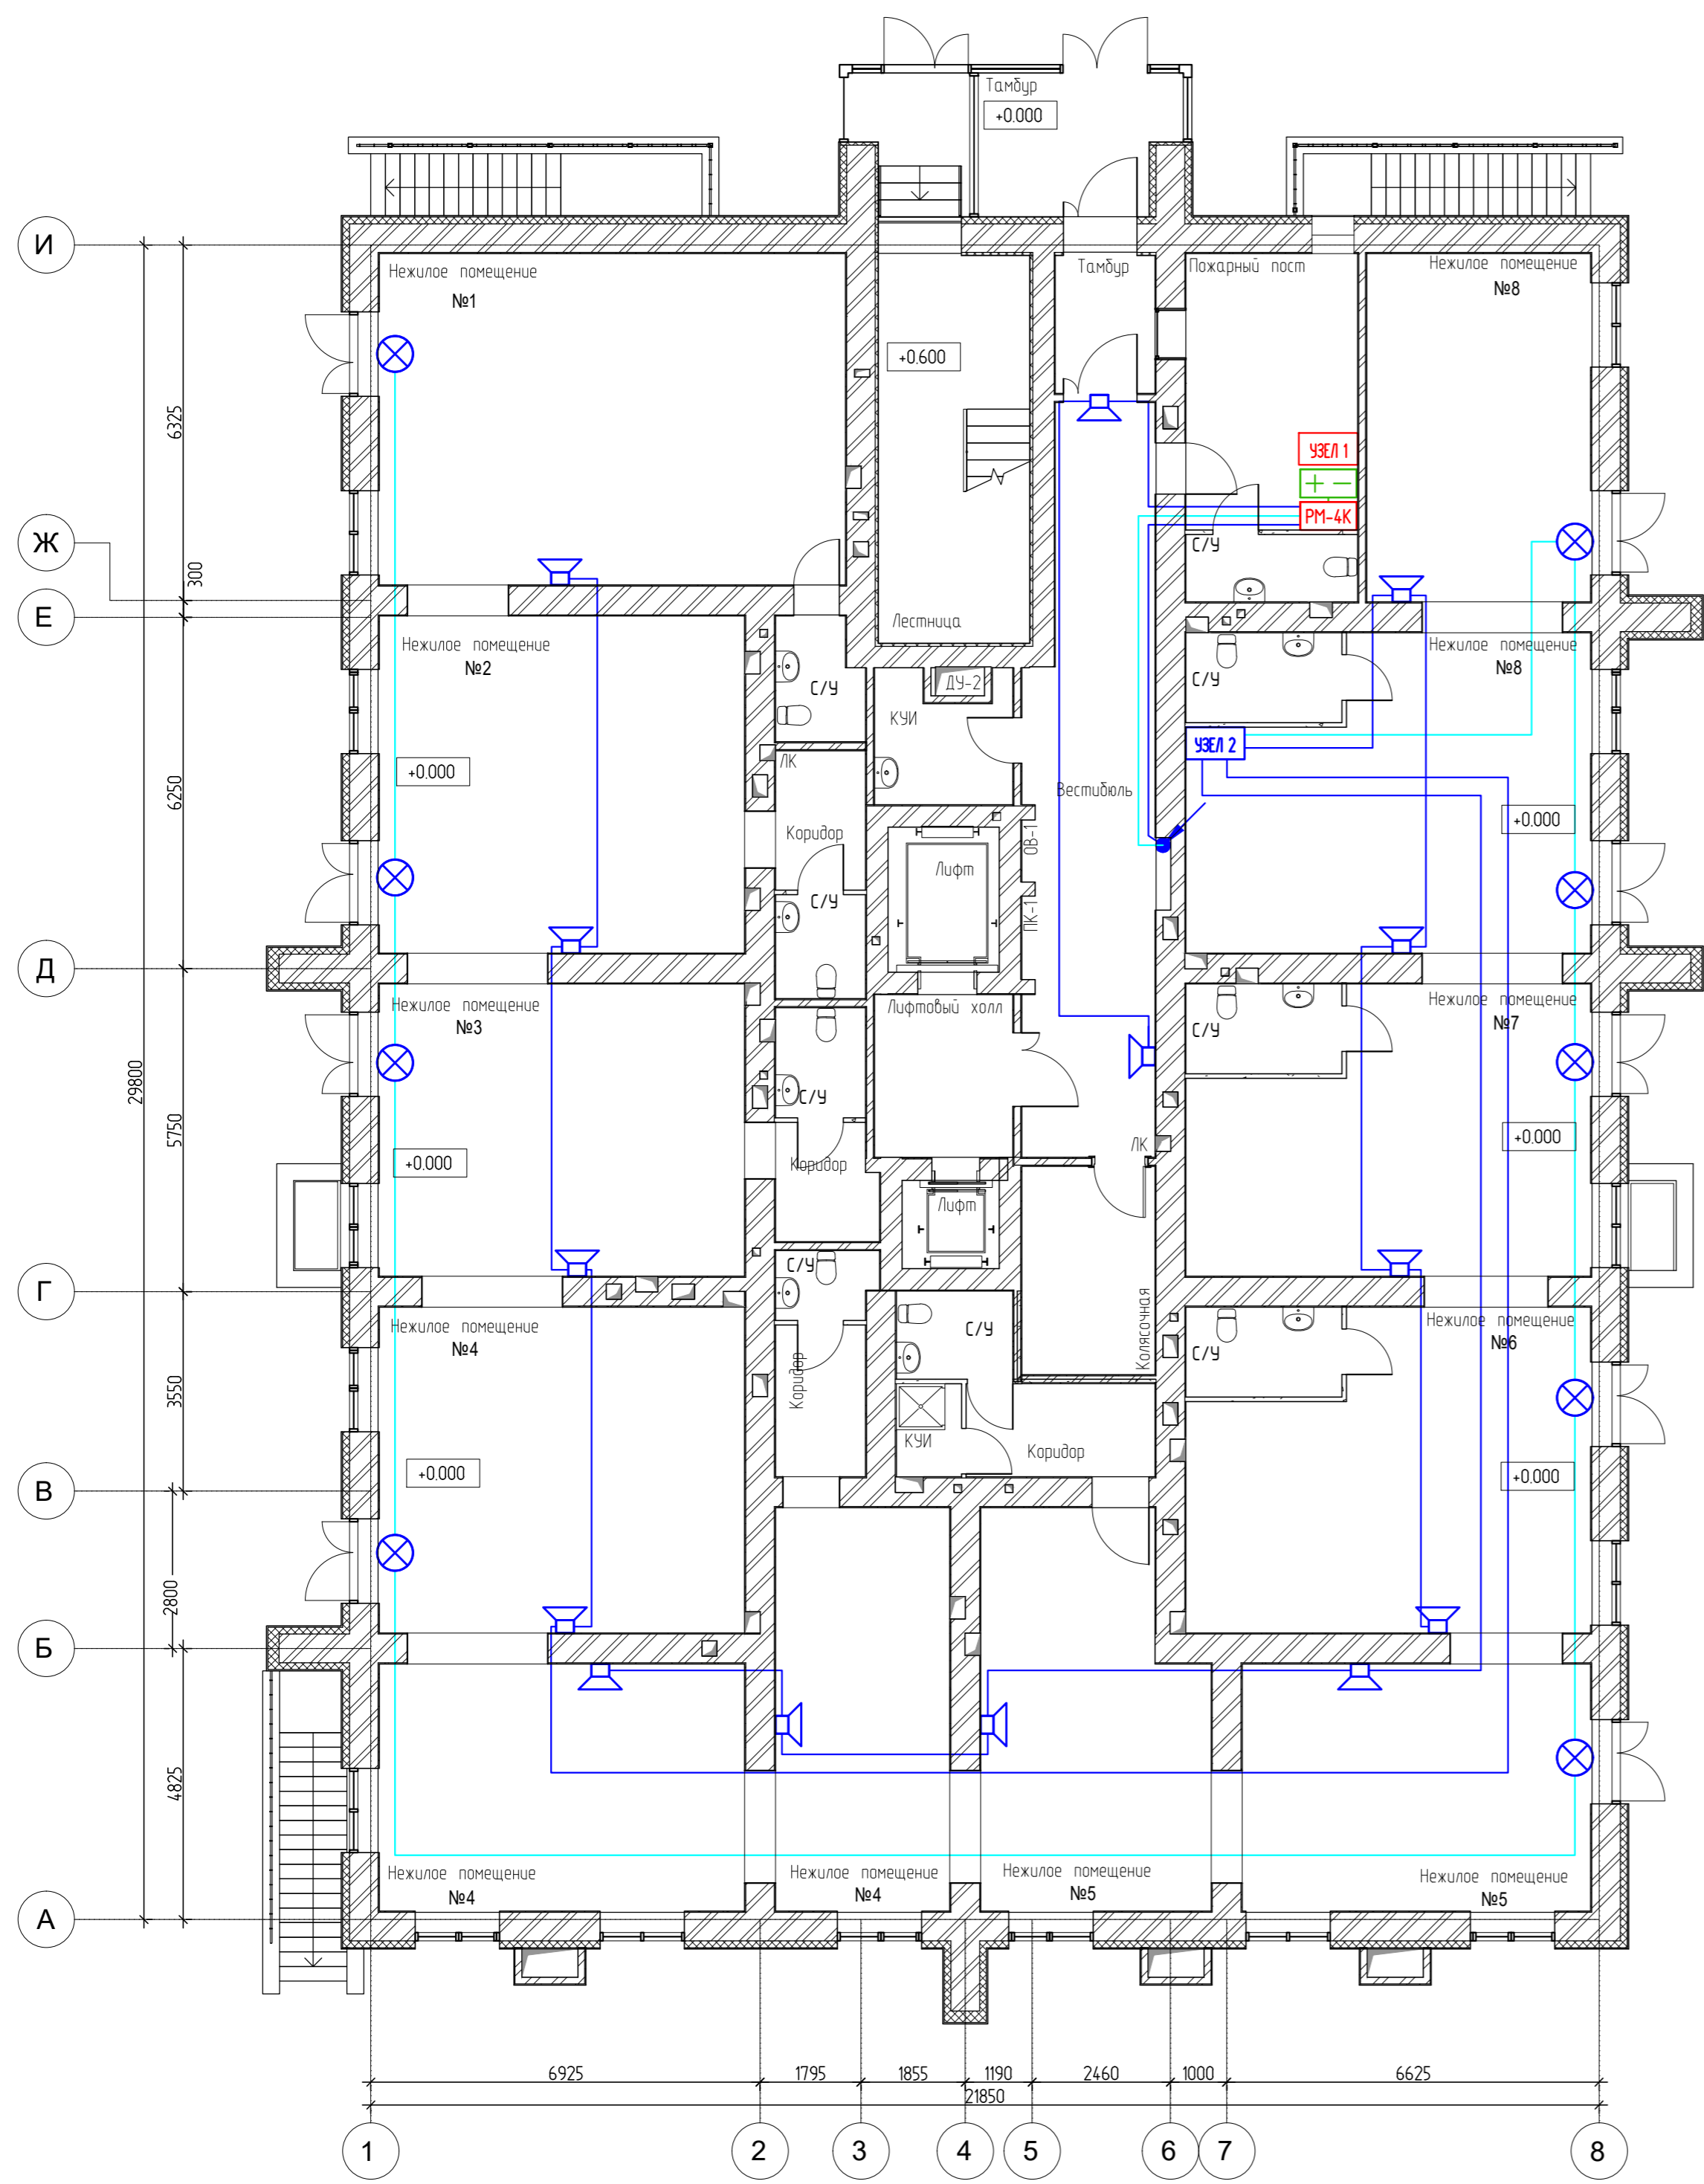 Тамбур
+0.000
И
Нежилое помещение
№1
Тамбур
Пожарный пост
Нежилое помещение
№8
+0.600
6325
УЗЕЛ 1
+ −
РМ-4К
Ж
С/У
300
Е
Лестница
Нежилое помещение
№2
С/У
ДУ-2
КУИ
С/У
Нежилое помещение
№8
УЗЕЛ 2
ЛК
+0.000
6250
Вестибюль
+0.000
Коридор
ОВ-1
Лифт
С/У
ПК-1
Д
Нежилое помещение
№3
Лифтовый холл
С/У
Нежилое помещение
№7
29800
С/У
5750
+0.000
Коридор
ЛК
+0.000
Лифт
С/У
Г
Нежилое помещение
№4
С/У
Колясочная
С/У
Нежилое помещение
№6
3550
Коридор
КУИ
Коридор
+0.000
+0.000
В
2800
Б
4825
Нежилое помещение
№4
Нежилое помещение
№4
Нежилое помещение
№5
Нежилое помещение
№5
А
6925
1795
1855
1190
2460
1000
6625
21850
1
2
3
4
5
6
7
8